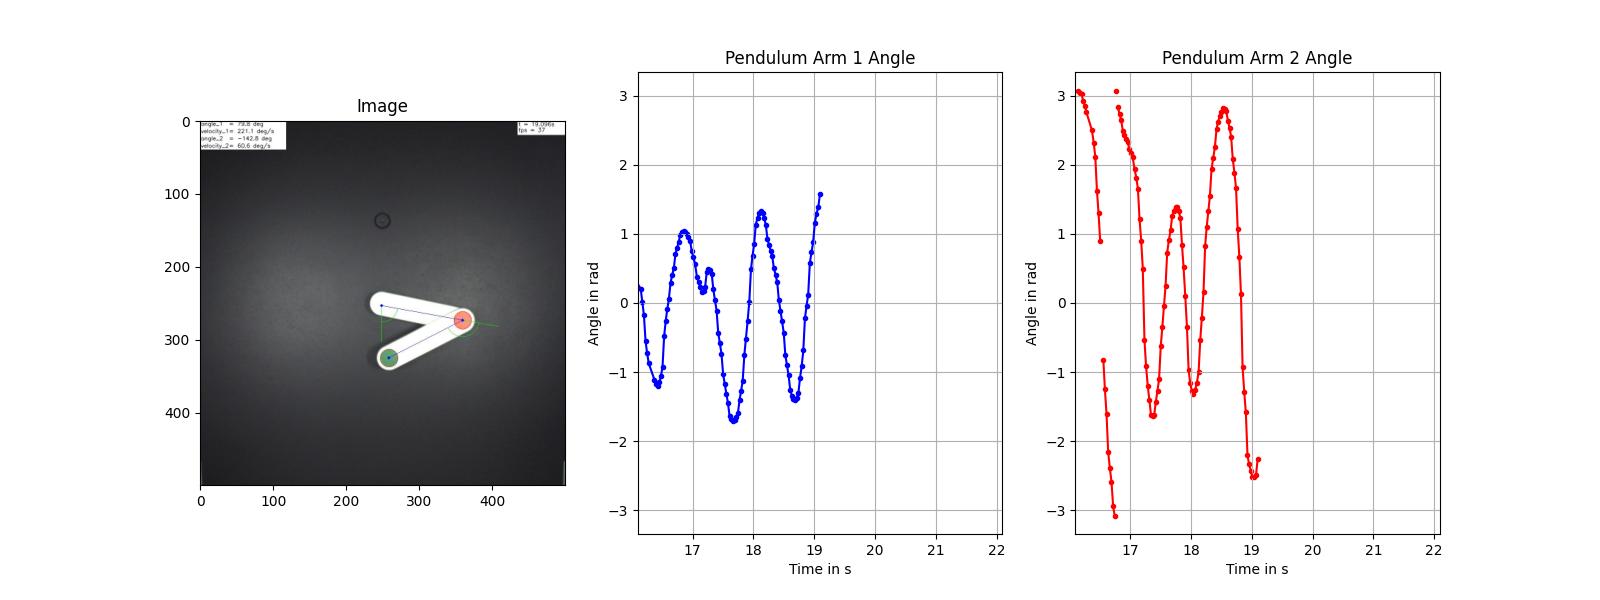 Image
angle_1 = 79.8 deg
velocity_1= 221.1 deg/s
angle_2 = -142.8 deg
velocity_2= 60.6 deg/s
t = 19.096s
fps = 37
0
100
200
300
400
0 100 200 300 400
Pendulum Arm 1 Angle
Angle in rad
3
2
1
0
−1
−2
−3
17 18 19 20 21 22
Time in s
Pendulum Arm 2 Angle
Angle in rad
3
2
1
0
−1
−2
−3
17 18 19 20 21 22
Time in s